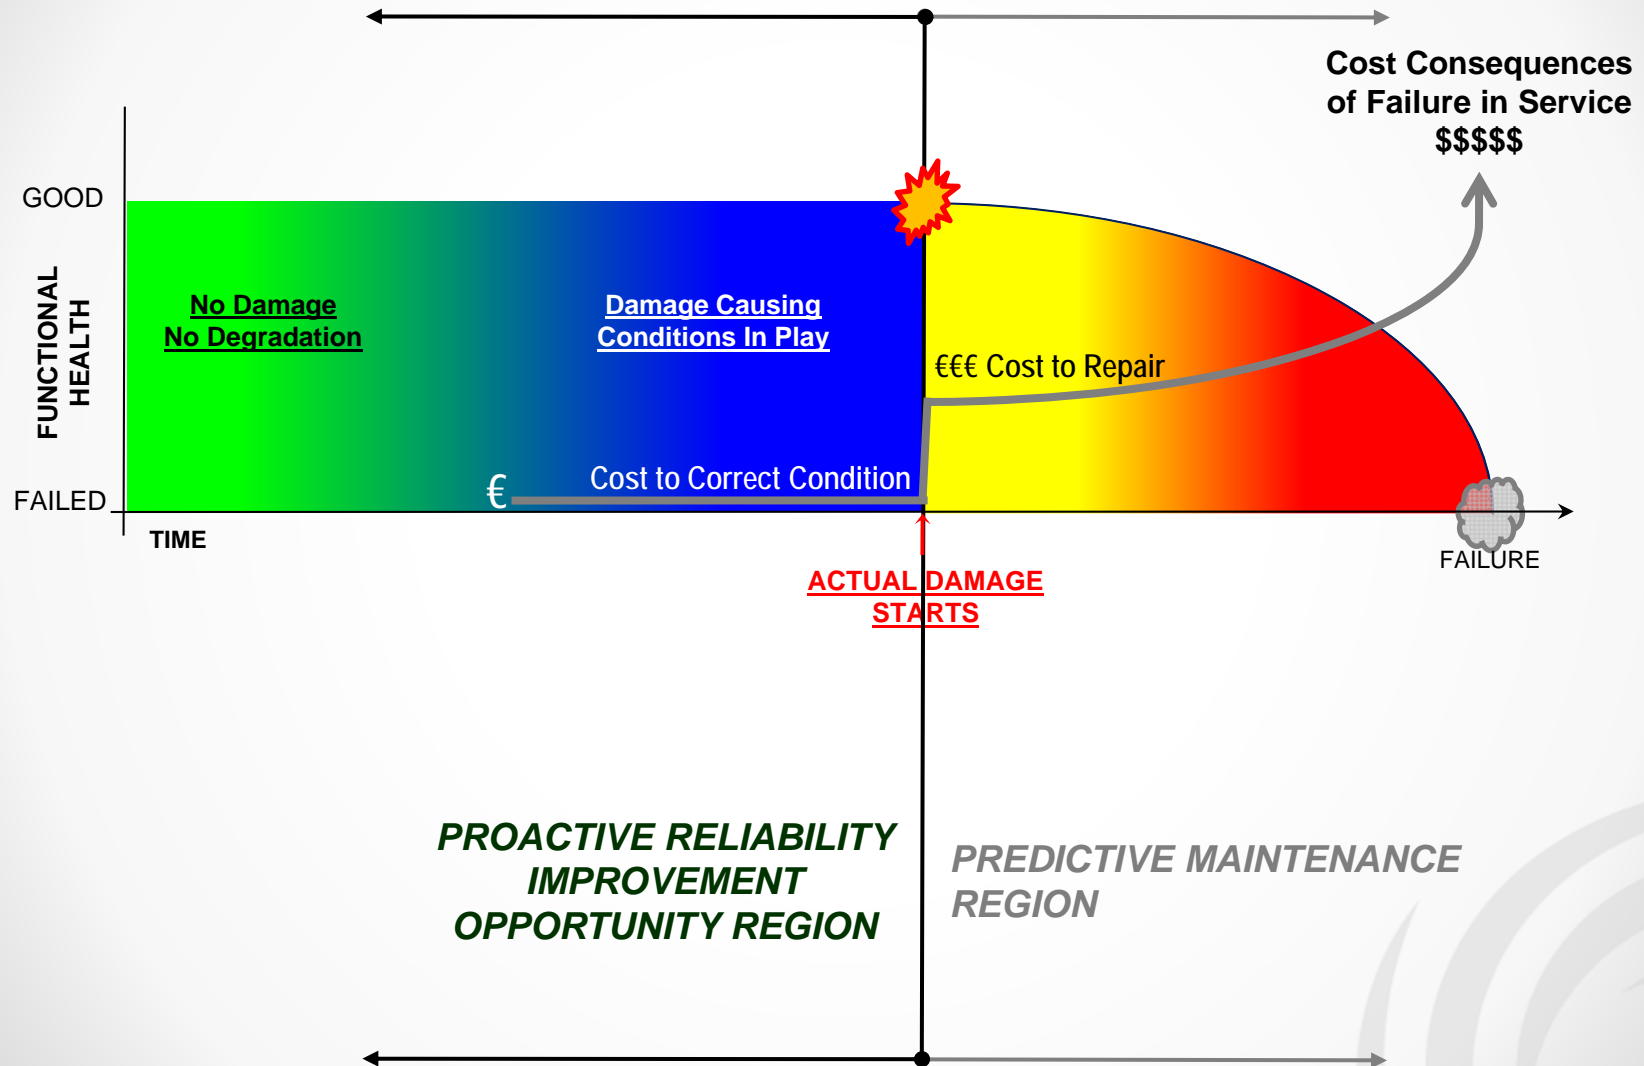 Cost Consequences
of Failure in Service
$$$$$
GOOD
FUNCTIONAL
HEALTH
No Damage
No Degradation
Damage Causing
Conditions In Play
€€€ Cost to Repair
€
Cost to Correct Condition
FAILED
TIME
FAILURE
ACTUAL DAMAGE
STARTS
PROACTIVE RELIABILITY
IMPROVEMENT
OPPORTUNITY REGION
PREDICTIVE MAINTENANCE
REGION